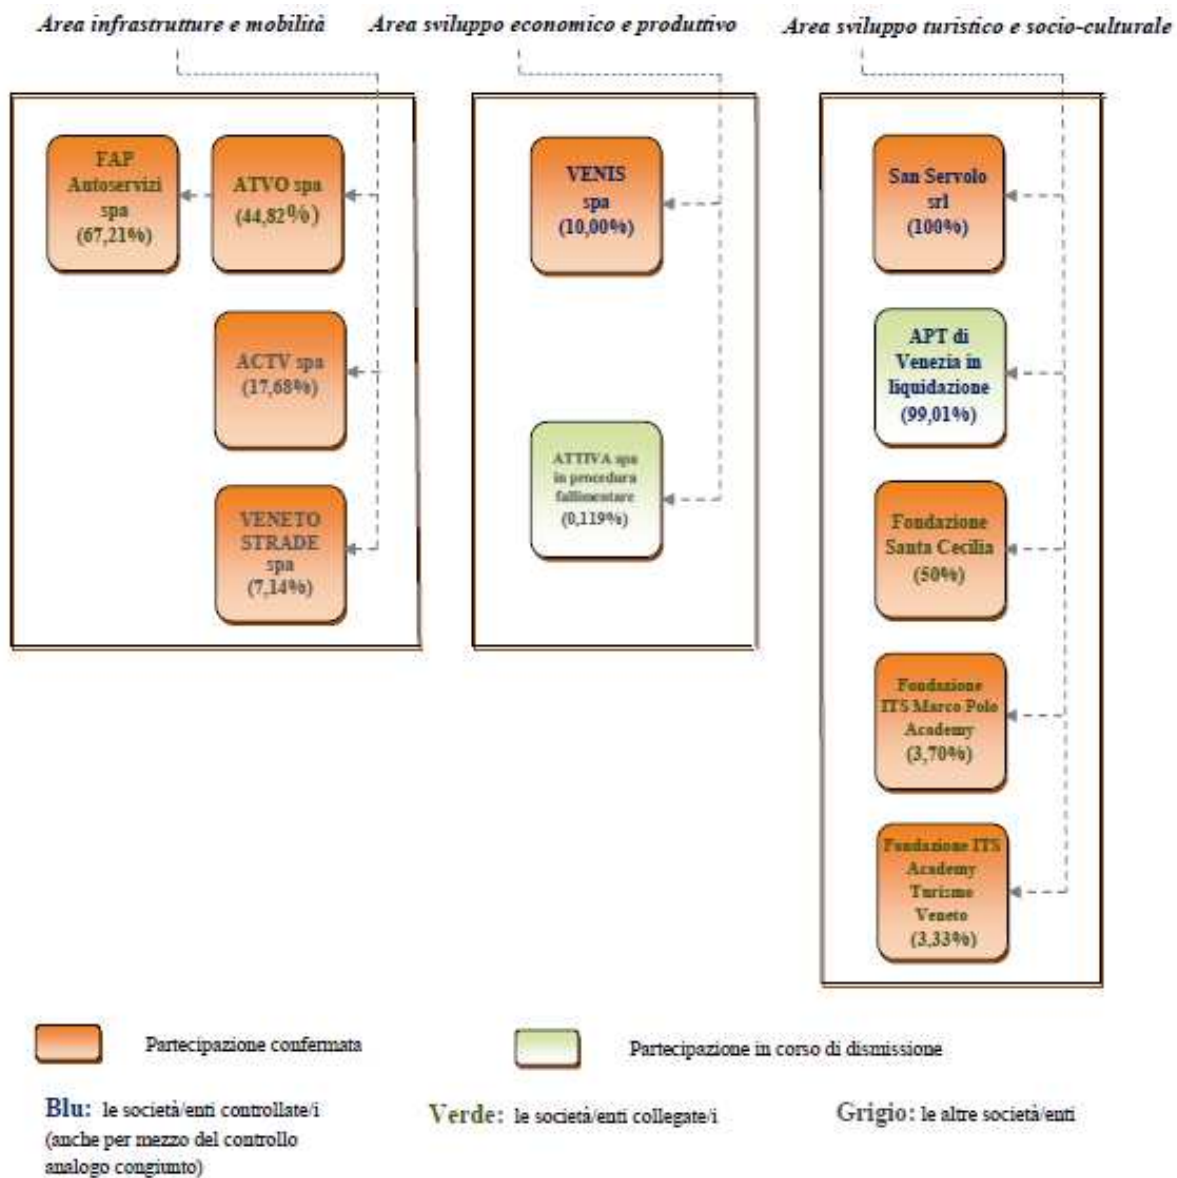 Area infrastrutture e mobilità
Area sviluppo economico e produttivo
Area sviluppo turistico e socio-culturale
FAP
Autoservizi
spa
(67,21%)
ATVO spa
(44,82%)
ACTV spa
(17,68%)
VENETO
STRADE
spa
(7,14%)
VENIS
spa
(10,00%)
ATTIVA spa
in procedura
fallimentare
(0,119%)
San Servolo
srl
(100%)
APT di
Venezia in
liquidazione
(99,01%)
Fondazione
Santa Cecilia
(50%)
Fondazione
ITS Marco Polo
Academy
(3,70%)
Fondazione ITS
Academy
Turismo
Veneto
(3,33%)
Partecipazione confermata
Partecipazione in corso di dismissione
Blu: le società/enti controllate/i
(anche per mezzo del controllo
analogo congiunto)
Verde: le società/enti collegate/i
Grigio: le altre società/enti